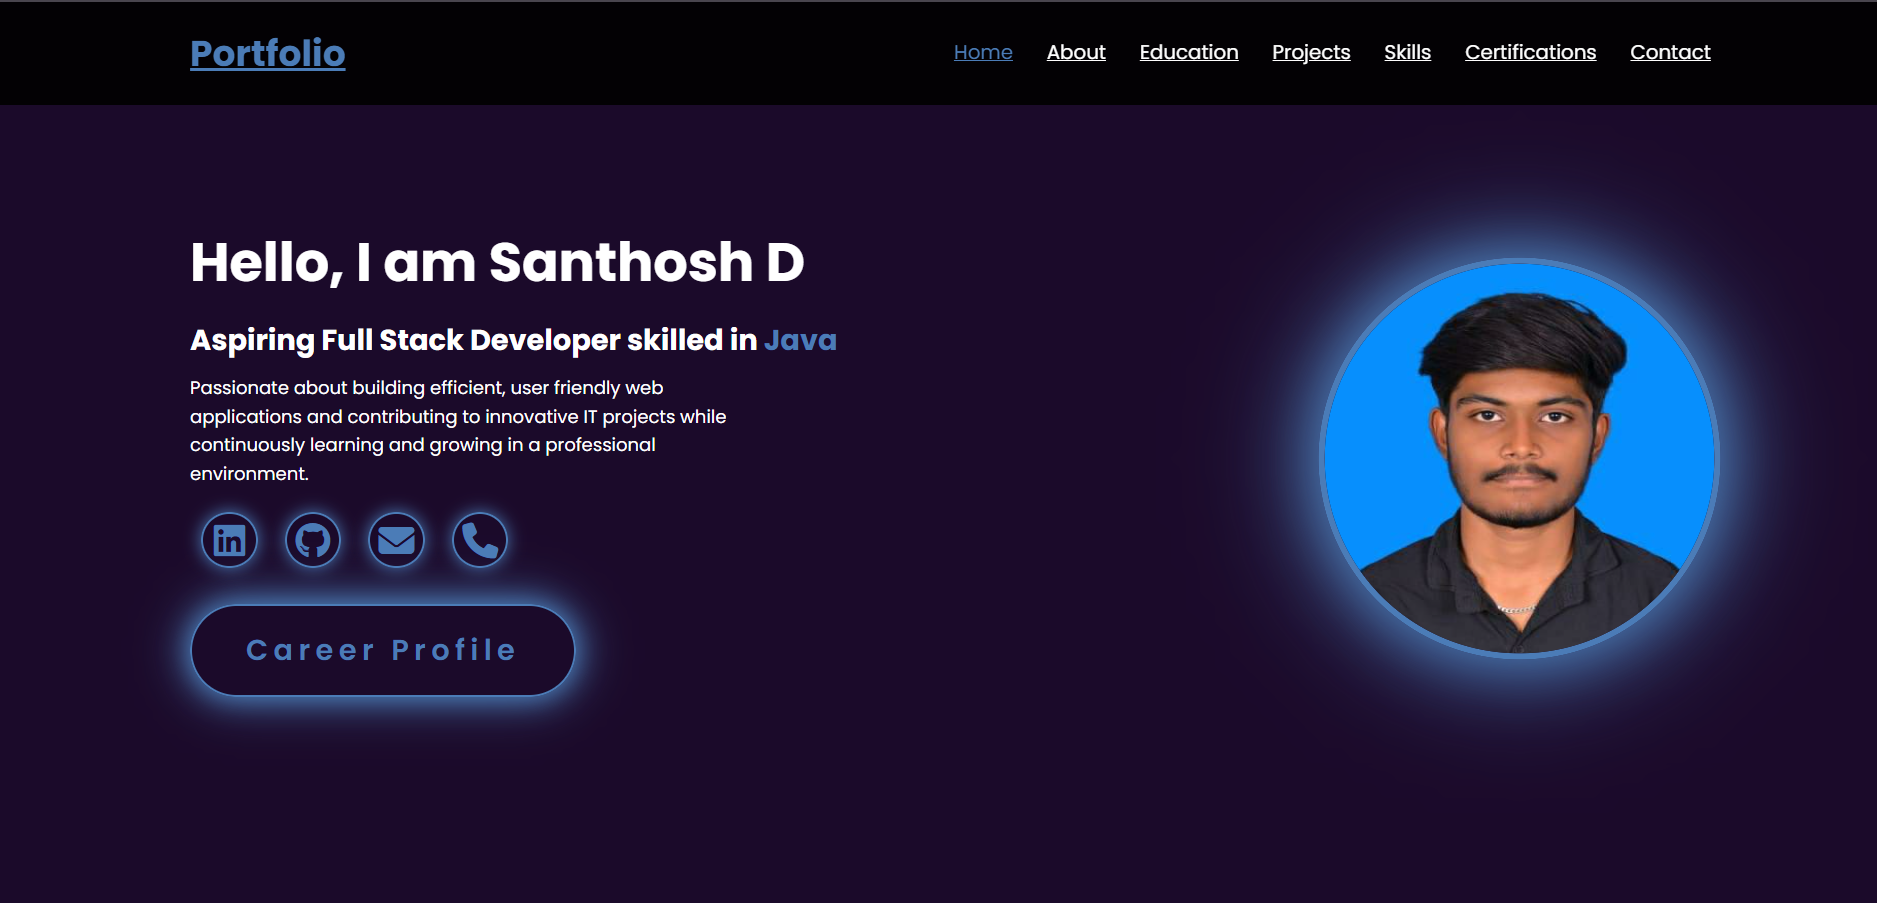 Portfolio
Home About Education Projects Skills Certifications Contact
Hello, I am Santhosh D
Aspiring Full Stack Developer skilled in Java
Passionate about building efficient, user friendly web
applications and contributing to innovative IT projects while
continuously learning and growing in a professional
environment.
in
Career Profile